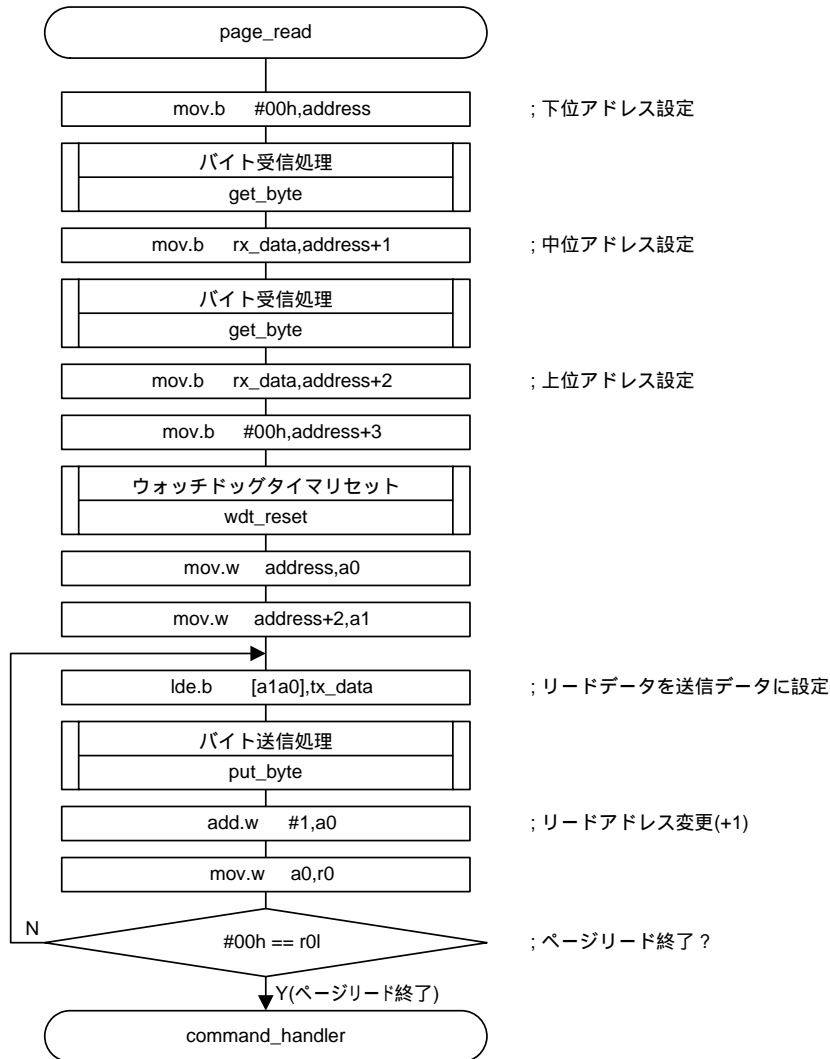 page_read
mov.b #00h,address ; 下位アドレス設定
バイト受信処理
get_byte
mov.b rx_data,address+1 ; 中位アドレス設定
バイト受信処理
get_byte
mov.b rx_data,address+2 ; 上位アドレス設定
mov.b #00h,address+3
ウォッチドッグタイマリセット
wdt_reset
mov.w address,a0
mov.w address+2,a1
lde.b [a1a0],tx_data ; リードデータを送信データに設定
バイト送信処理
put_byte
add.w #1,a0 ; リードアドレス変更(+1)
mov.w a0,r0
N
#00h == r0l ; ページリード終了?
Y(ページリード終了)
command_handler